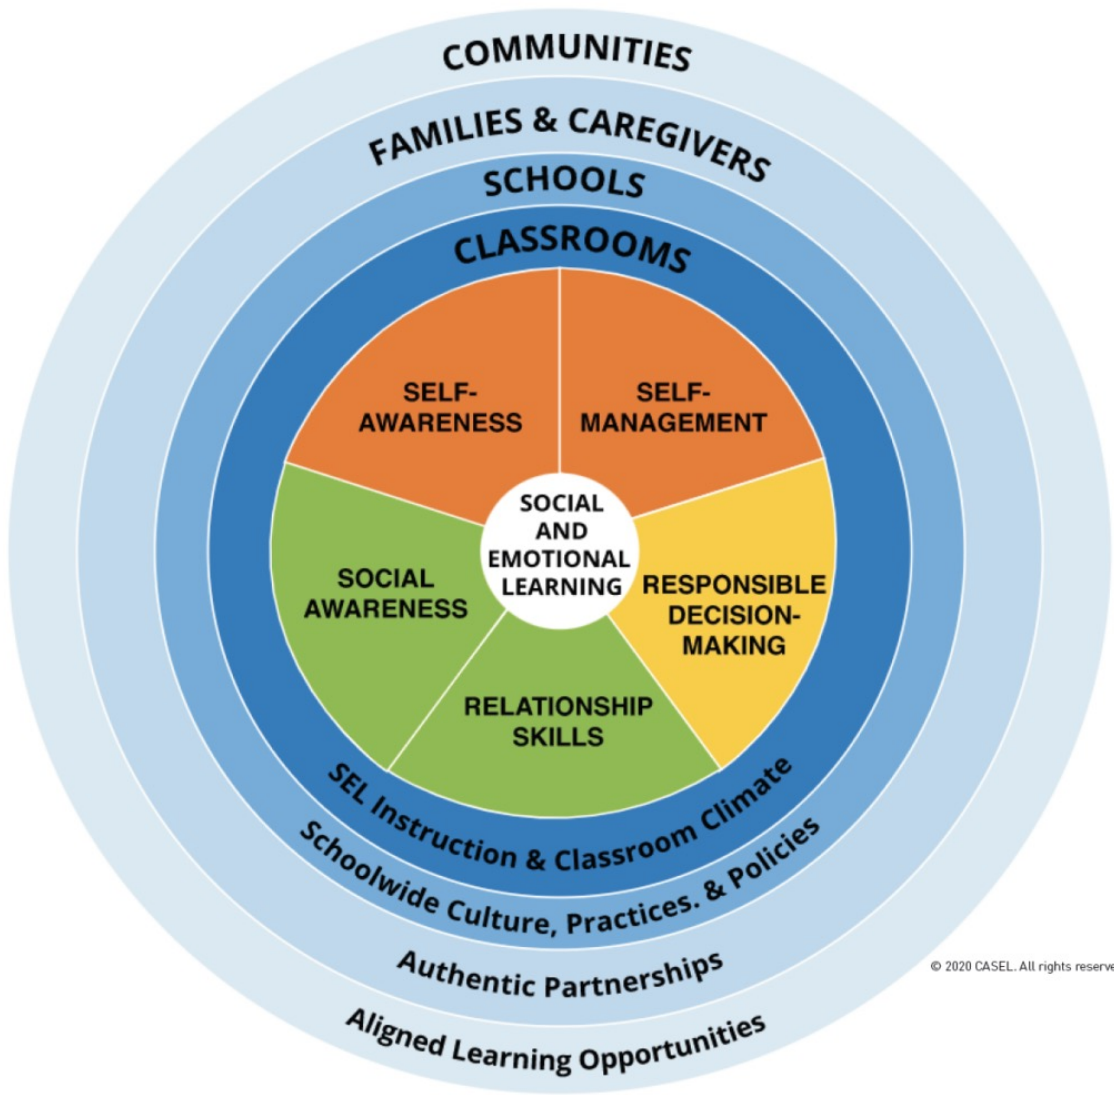 COMMUNITIES
FAMILIES & CAREGIVERS
SCHOOLS
CLASSROOMS
SELF-
AWARENESS
SELF-
MANAGEMENT
SOCIAL
AND
EMOTIONAL
LEARNING
SOCIAL
AWARENESS
RESPONSIBLE
DECISION-
MAKING
RELATIONSHIP
SKILLS
SEL Instruction & Classroom Climate
Schoolwide Culture, Practices. & Policies
Authentic Partnerships
© 2020 CASEL. All rights reserve
Aligned Learning Opportunities